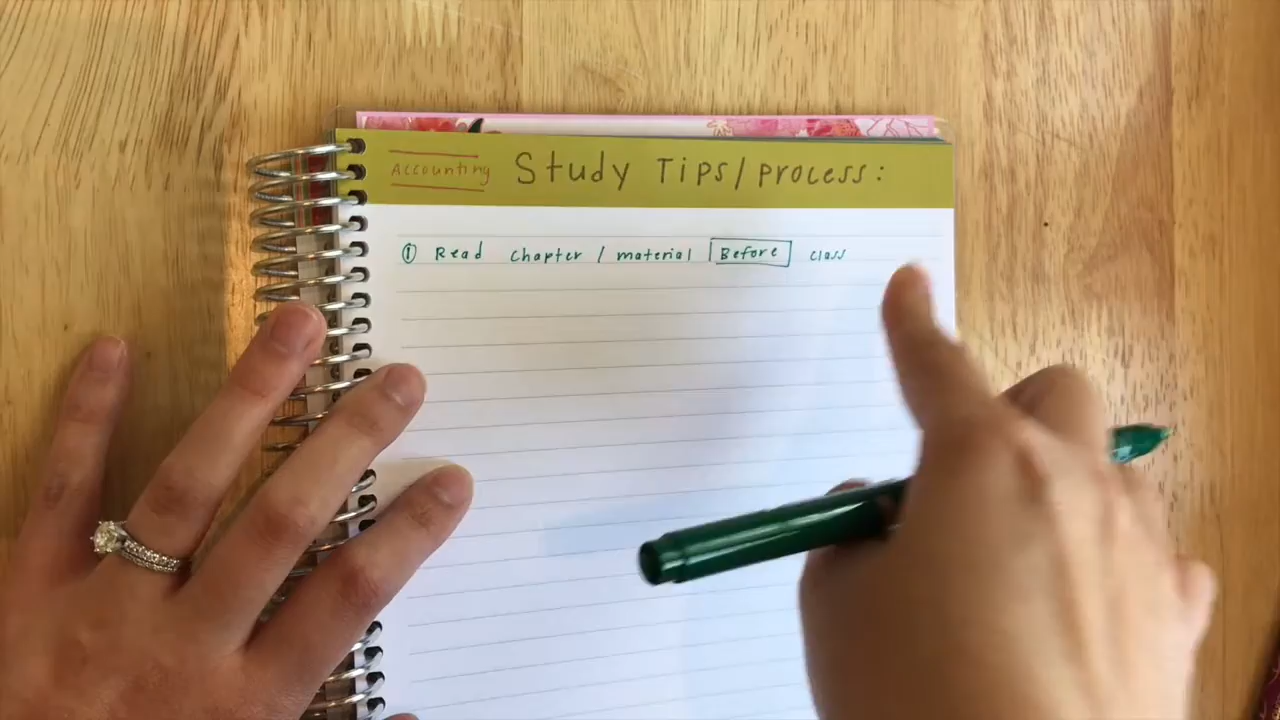 Accounting Study Tips/process:
① Read chapter / material Before class